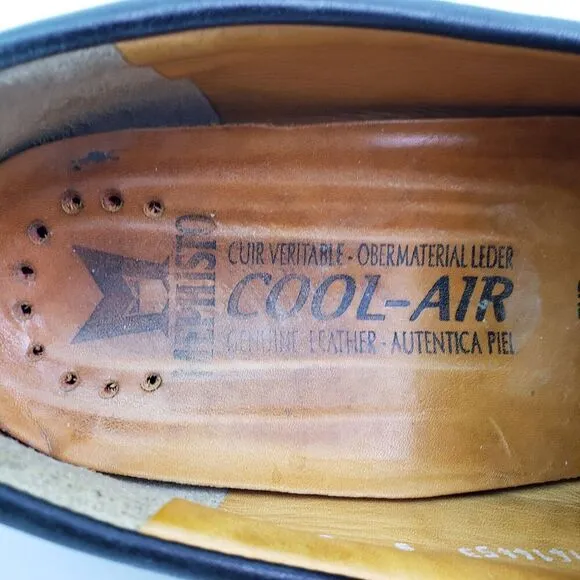 MEPHISTO
CUIR VERITABLE - OBERMATERIAL LEDER
COOL-AIR
GENUINE LEATHER - AUTENTICA PIEL